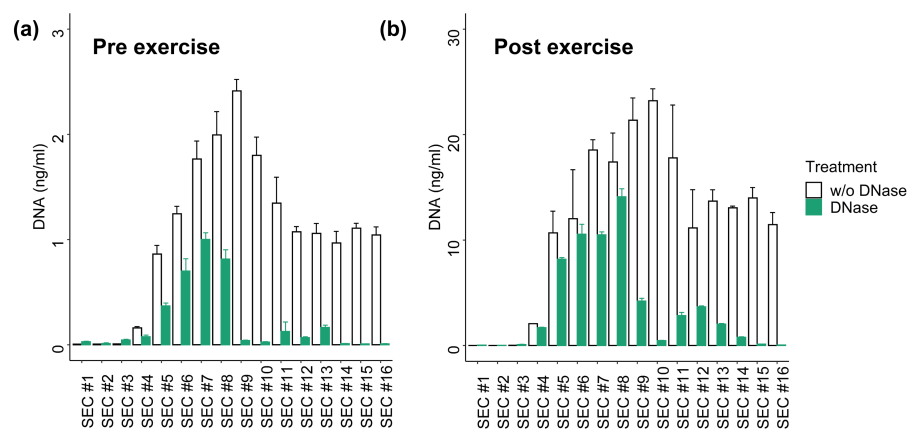 (a)
Pre exercise
DNA (ng/ml)
3
2
1
0
SEC #1
SEC #2
SEC #3
SEC #4
SEC #5
SEC #6
SEC #7
SEC #8
SEC #9
SEC #10
SEC #11
SEC #12
SEC #13
SEC #14
SEC #15
SEC #16
(b)
Post exercise
DNA (ng/ml)
30
20
10
0
SEC #1
SEC #2
SEC #3
SEC #4
SEC #5
SEC #6
SEC #7
SEC #8
SEC #9
SEC #10
SEC #11
SEC #12
SEC #13
SEC #14
SEC #15
SEC #16
Treatment
w/o DNase
DNase